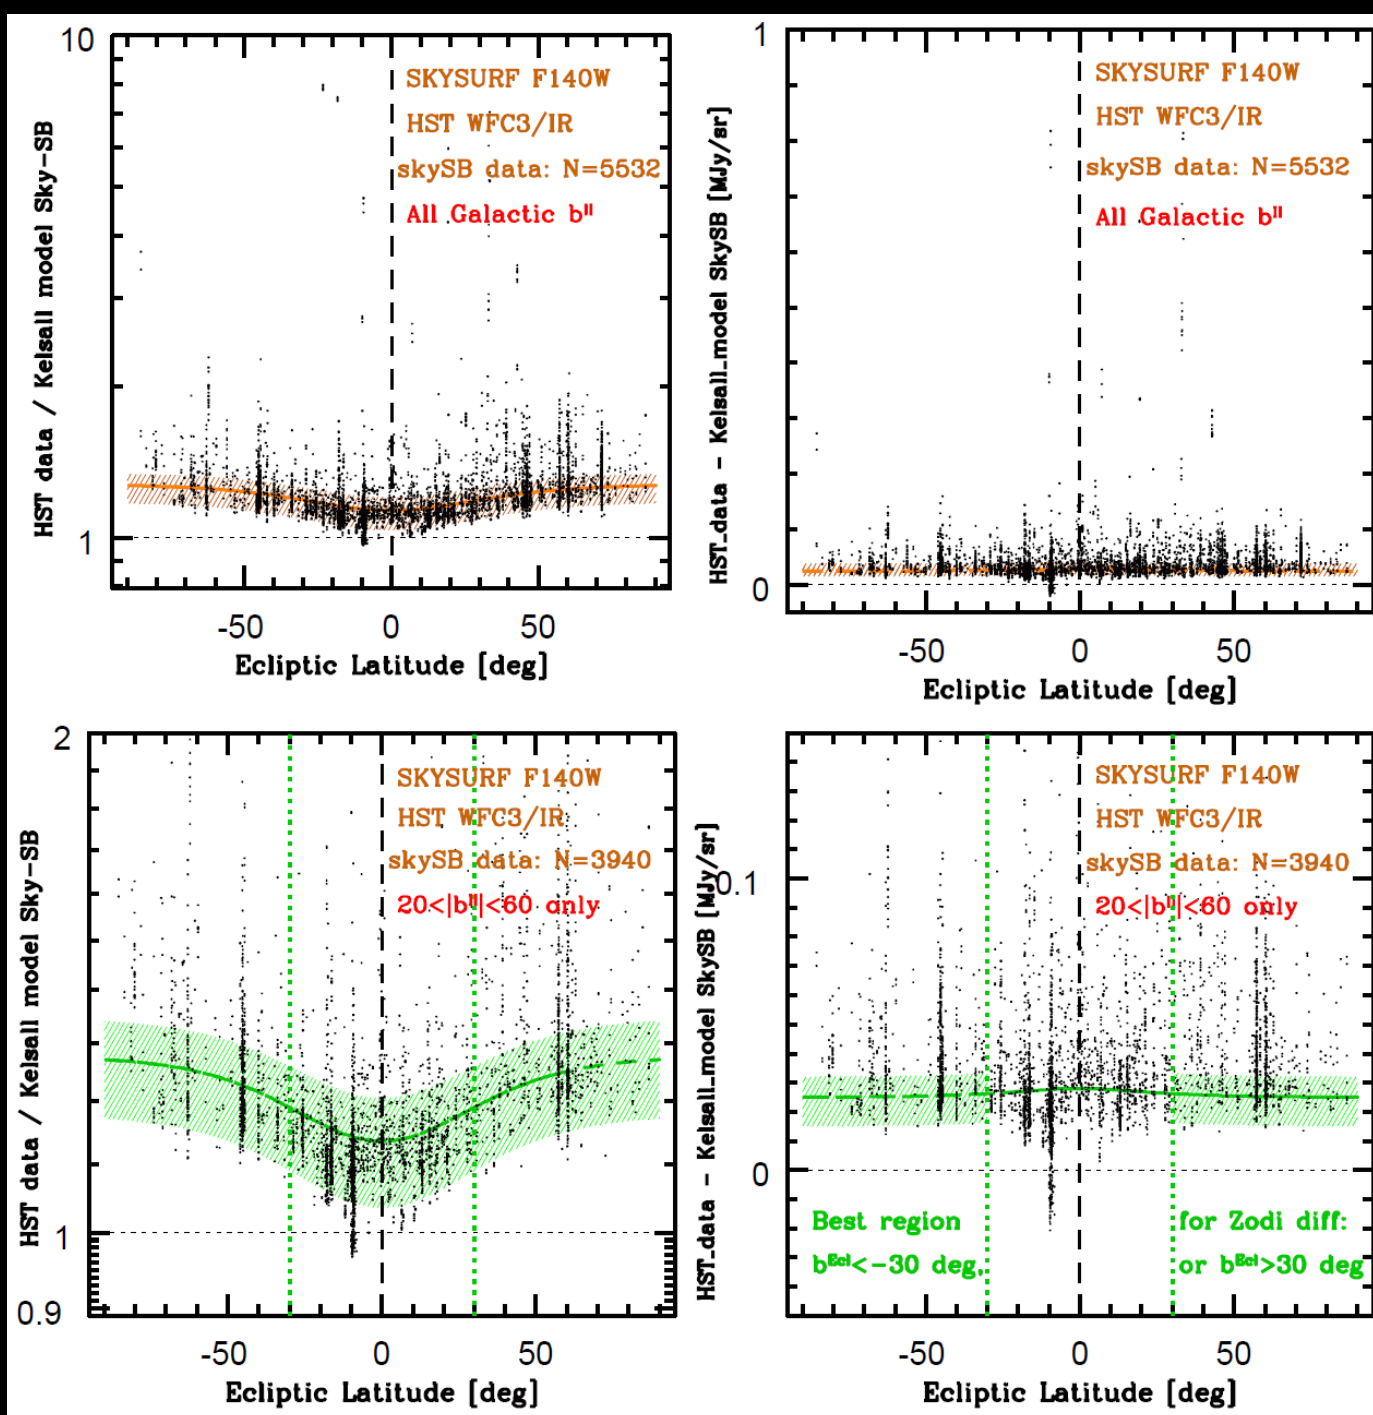 10
SKYSURF F140W
HST WFC3/IR
skySB data: N=5532
All Galactic bᴵᴵ
HST data / Kelsall model Sky-SB
1
-50 0 50
Ecliptic Latitude [deg]
1
SKYSURF F140W
HST WFC3/IR
skySB data: N=5532
All Galactic bᴵᴵ
HST_data - Kelsall_model SkySB [MJy/sr]
0
-50 0 50
Ecliptic Latitude [deg]
2
SKYSURF F140W
HST WFC3/IR
skySB data: N=3940
20<|bᴵᴵ|<60 only
HST data / Kelsall model Sky-SB
1
0.9
-50 0 50
Ecliptic Latitude [deg]
SKYSURF F140W
HST WFC3/IR
0.1
skySB data: N=3940
20<|bᴵᴵ|<60 only
HST_data - Kelsall_model SkySB [MJy/sr]
0
Best region for Zodi diff:
bᴱᶜˡ<-30 deg, or bᴱᶜˡ>30 deg
-50 0 50
Ecliptic Latitude [deg]